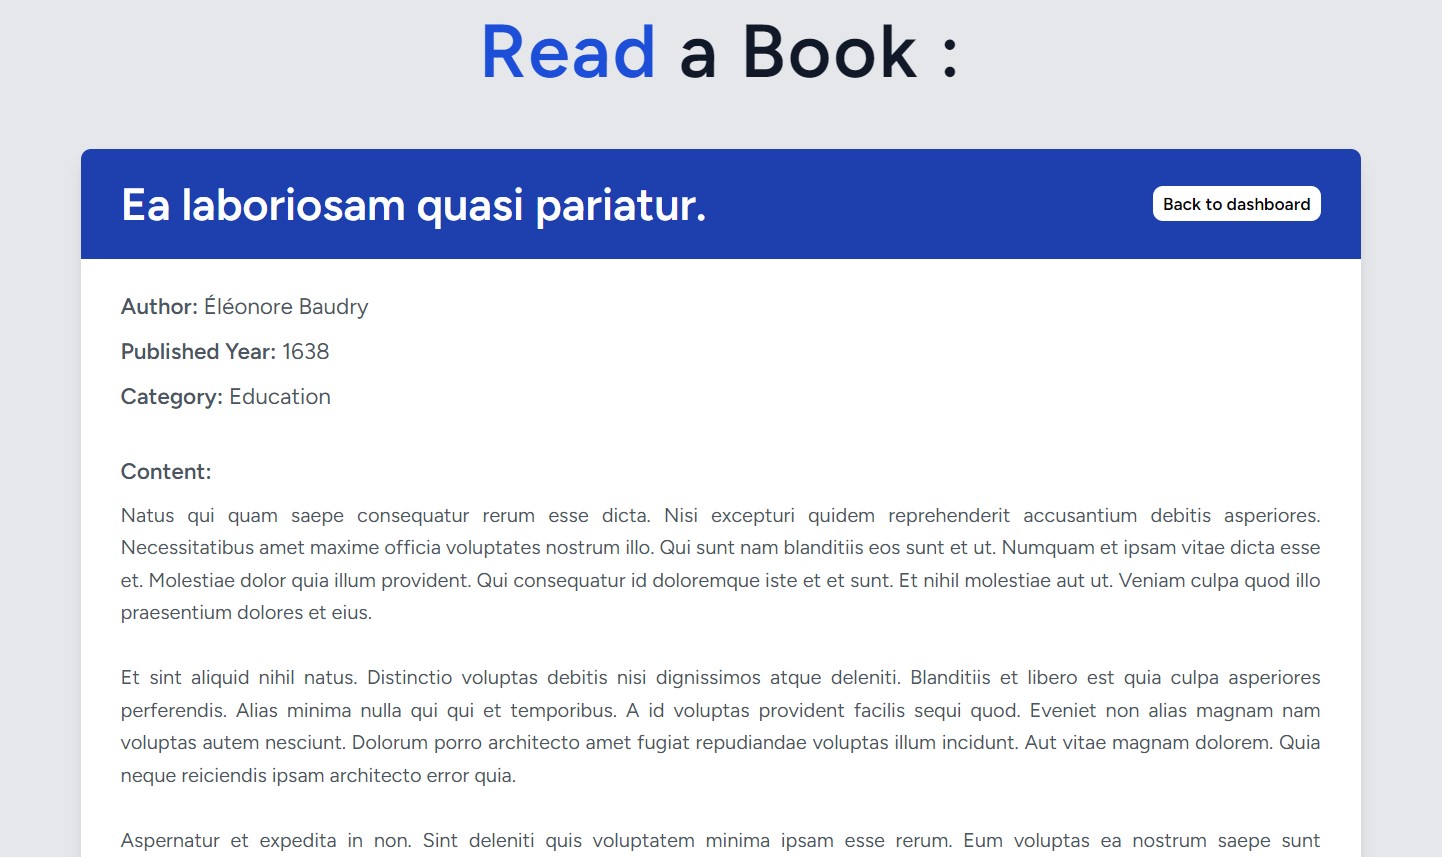 Read a Book :
Ea laboriosam quasi pariatur.
Back to dashboard
Author: Éléonore Baudry
Published Year: 1638
Category: Education
Content:
Natus qui quam saepe consequatur rerum esse dicta. Nisi excepturi quidem reprehenderit accusantium debitis asperiores.
Necessitatibus amet maxime officia voluptates nostrum illo. Qui sunt nam blanditiis eos sunt et ut. Numquam et ipsam vitae dicta esse
et. Molestiae dolor quia illum provident. Qui consequatur id doloremque iste et et sunt. Et nihil molestiae aut ut. Veniam culpa quod illo
praesentium dolores et eius.
Et sint aliquid nihil natus. Distinctio voluptas debitis nisi dignissimos atque deleniti. Blanditiis et libero est quia culpa asperiores
perferendis. Alias minima nulla qui qui et temporibus. A id voluptas provident facilis sequi quod. Eveniet non alias magnam nam
voluptas autem nesciunt. Dolorum porro architecto amet fugiat repudiandae voluptas illum incidunt. Aut vitae magnam dolorem. Quia
neque reiciendis ipsam architecto error quia.
Aspernatur et expedita in non. Sint deleniti quis voluptatem minima ipsam esse rerum. Eum voluptas ea nostrum saepe sunt